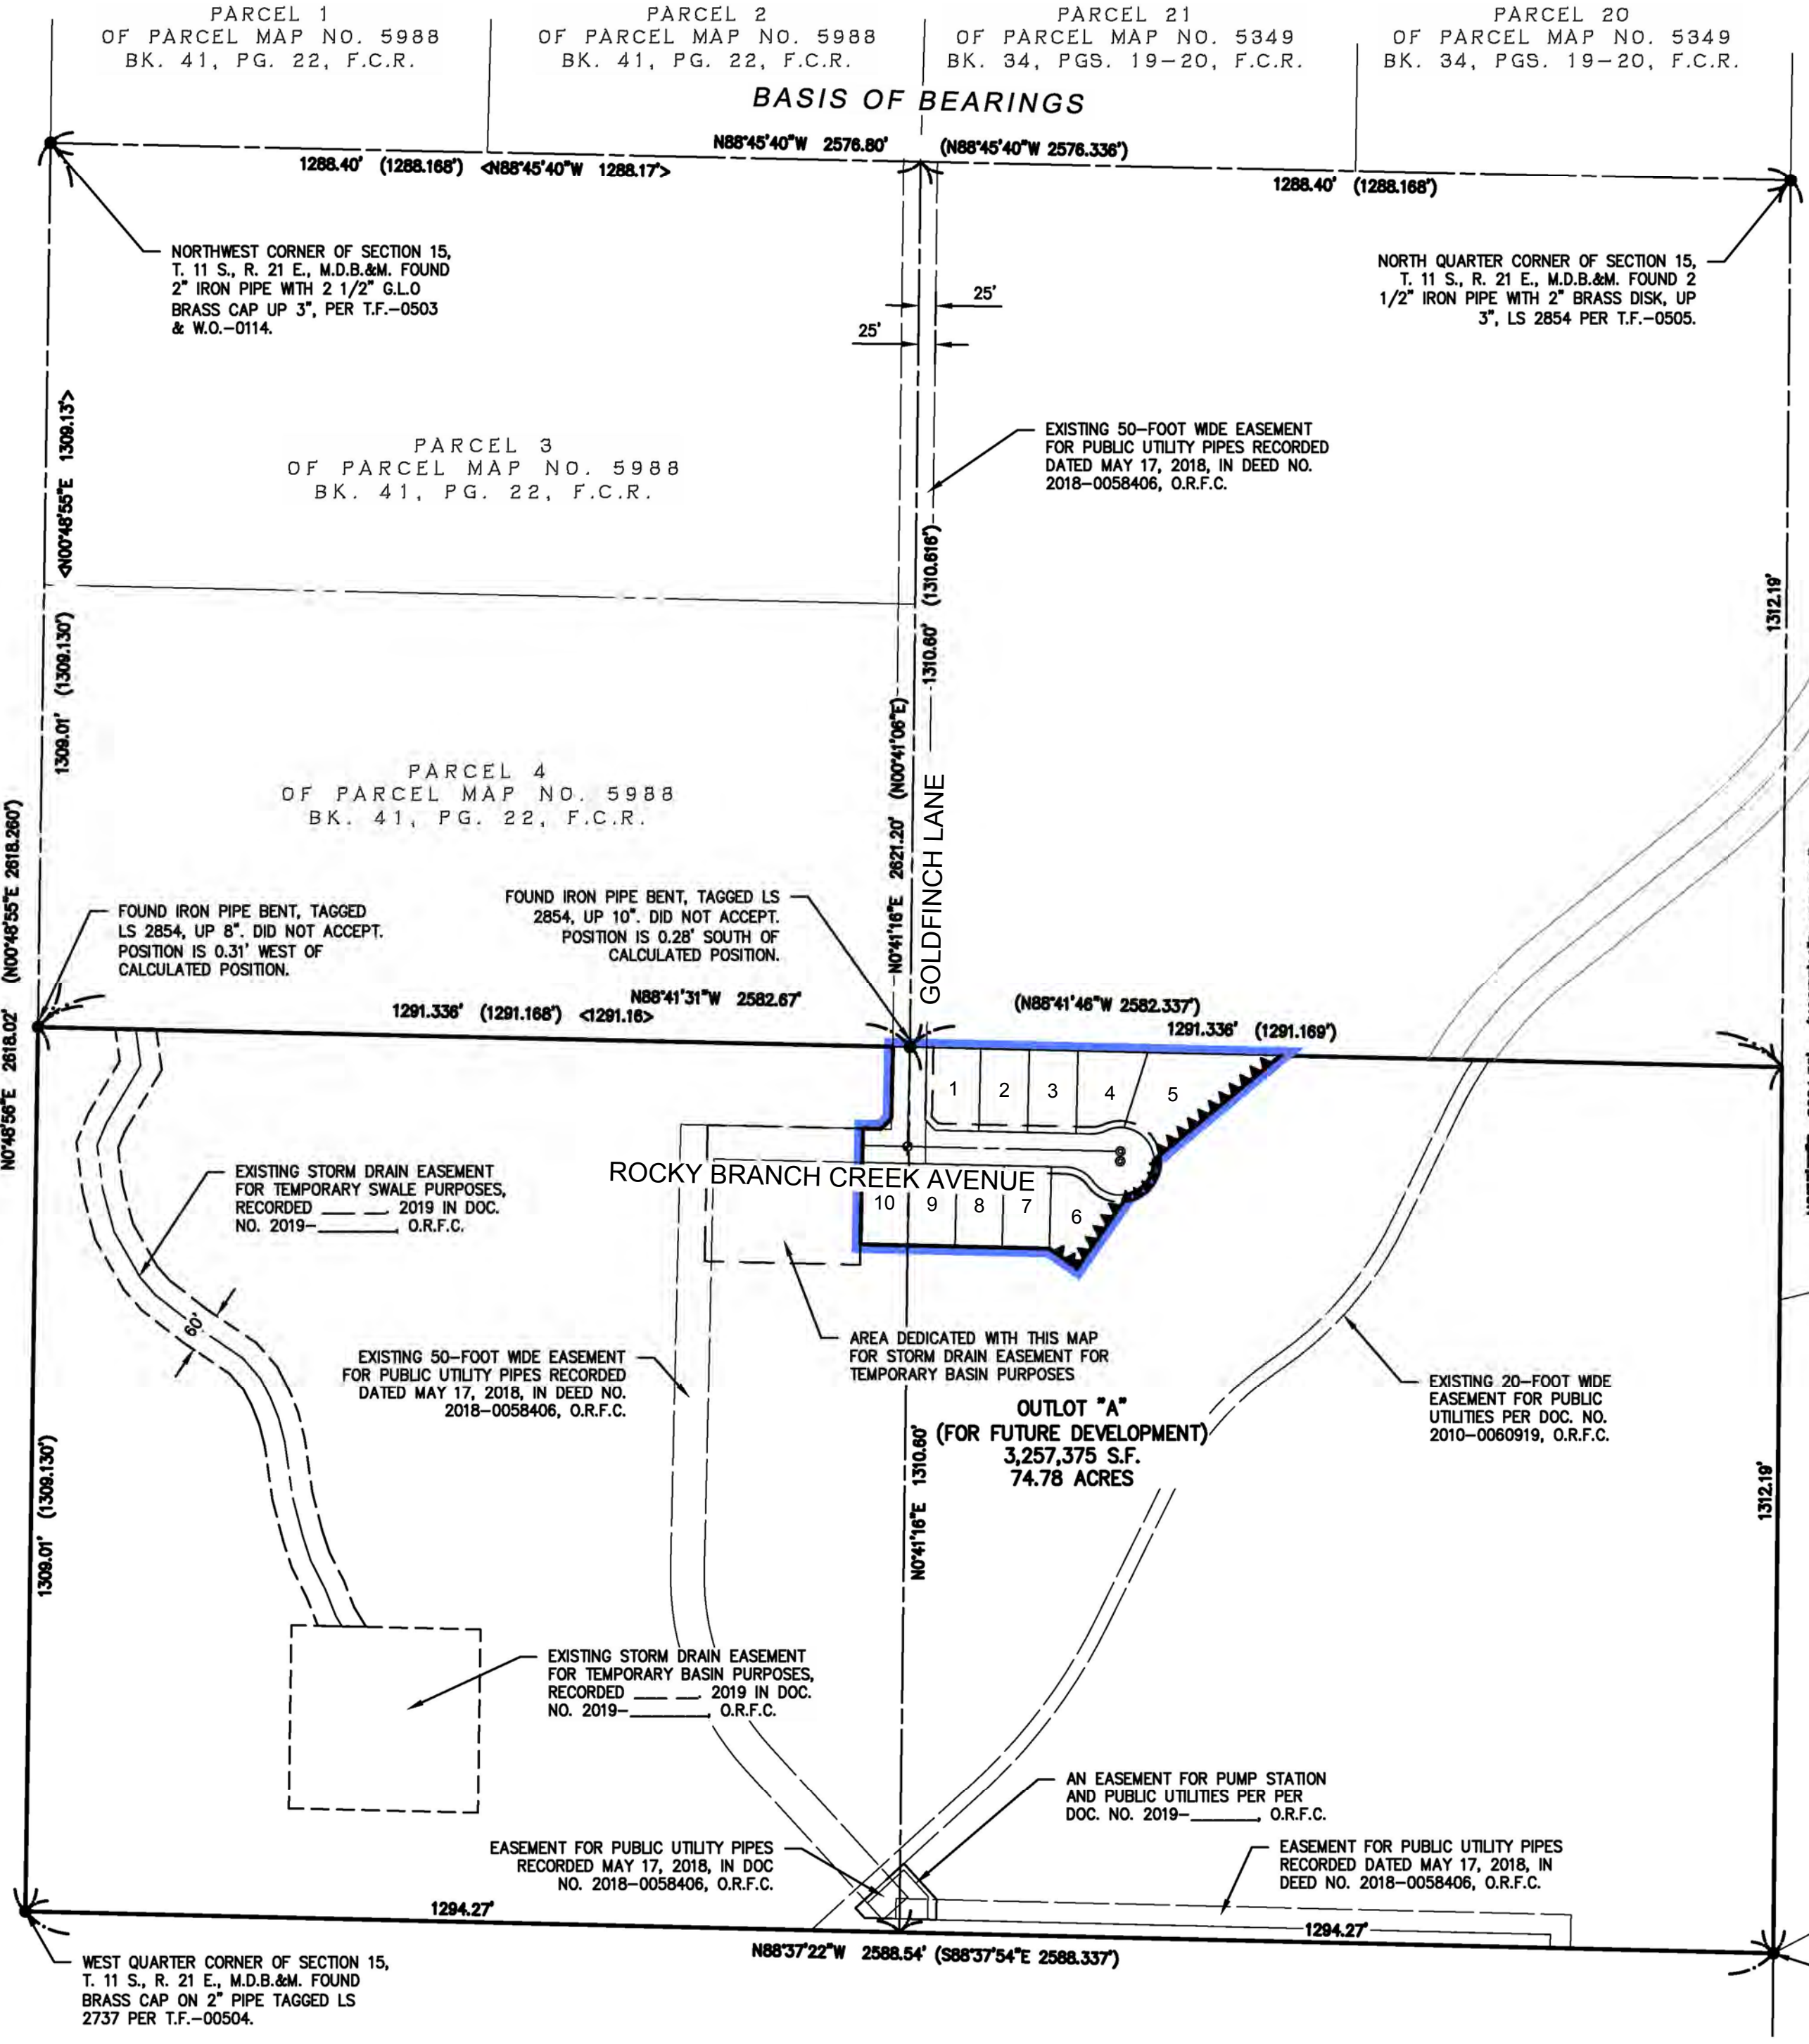 PARCEL 1
OF PARCEL MAP NO. 5988
BK. 41, PG. 22, F.C.R.
PARCEL 2
OF PARCEL MAP NO. 5988
BK. 41, PG. 22, F.C.R.
PARCEL 21
OF PARCEL MAP NO. 5349
BK. 34, PGS. 19-20, F.C.R.
PARCEL 20
OF PARCEL MAP NO. 5349
BK. 34, PGS. 19-20, F.C.R.
BASIS OF BEARINGS
N88°45'40"W 2576.80' (N88°45'40"W 2576.336')
1288.40' (1288.168') <N88°45'40"W 1288.17'>
1288.40' (1288.168')
NORTHWEST CORNER OF SECTION 15,
T. 11 S., R. 21 E., M.D.B.&M. FOUND
2" IRON PIPE WITH 2 1/2" G.L.O
BRASS CAP UP 3", PER T.F.-0503
& W.O.-0114.
NORTH QUARTER CORNER OF SECTION 15,
T. 11 S., R. 21 E., M.D.B.&M. FOUND 2
1/2" IRON PIPE WITH 2" BRASS DISK, UP
3", LS 2854 PER T.F.-0505.
25'
25'
EXISTING 50-FOOT WIDE EASEMENT
FOR PUBLIC UTILITY PIPES RECORDED
DATED MAY 17, 2018, IN DEED NO.
2018-0058406, O.R.F.C.
PARCEL 3
OF PARCEL MAP NO. 5988
BK. 41, PG. 22, F.C.R.
1309.01' (1309.130') <N00°48'55"E 1309.13'>
1310.60' (1310.616')
1312.19'
PARCEL 4
OF PARCEL MAP NO. 5988
BK. 41, PG. 22, F.C.R.
N0°48'56"E 2618.02' (N00°48'55"E 2618.260')
N0°41'16"E 2621.20' (N00°41'06"E)
GOLDFINCH LANE
FOUND IRON PIPE BENT, TAGGED
LS 2854, UP 8". DID NOT ACCEPT.
POSITION IS 0.31' WEST OF
CALCULATED POSITION.
FOUND IRON PIPE BENT, TAGGED LS
2854, UP 10". DID NOT ACCEPT.
POSITION IS 0.28' SOUTH OF
CALCULATED POSITION.
N88°41'31"W 2582.67'
(N88°41'46"W 2582.337')
1291.336' (1291.168') <1291.16>
1291.336' (1291.169')
1
2
3
4
5
ROCKY BRANCH CREEK AVENUE
10
9
8
7
6
EXISTING STORM DRAIN EASEMENT
FOR TEMPORARY SWALE PURPOSES,
RECORDED ____ ___, 2019 IN DOC.
NO. 2019-_________, O.R.F.C.
60'
EXISTING 50-FOOT WIDE EASEMENT
FOR PUBLIC UTILITY PIPES RECORDED
DATED MAY 17, 2018, IN DEED NO.
2018-0058406, O.R.F.C.
AREA DEDICATED WITH THIS MAP
FOR STORM DRAIN EASEMENT FOR
TEMPORARY BASIN PURPOSES
OUTLOT "A"
(FOR FUTURE DEVELOPMENT)
3,257,375 S.F.
74.78 ACRES
EXISTING 20-FOOT WIDE
EASEMENT FOR PUBLIC
UTILITIES PER DOC. NO.
2010-0060919, O.R.F.C.
1309.01' (1309.130')
N0°41'16"E 1310.60'
1312.19'
EXISTING STORM DRAIN EASEMENT
FOR TEMPORARY BASIN PURPOSES,
RECORDED ____ ___, 2019 IN DOC.
NO. 2019-_________, O.R.F.C.
AN EASEMENT FOR PUMP STATION
AND PUBLIC UTILITIES PER PER
DOC. NO. 2019-_______, O.R.F.C.
EASEMENT FOR PUBLIC UTILITY PIPES
RECORDED MAY 17, 2018, IN DOC
NO. 2018-0058406, O.R.F.C.
EASEMENT FOR PUBLIC UTILITY PIPES
RECORDED DATED MAY 17, 2018, IN
DEED NO. 2018-0058406, O.R.F.C.
1294.27'
1294.27'
N88°37'22"W 2588.54' (S88°37'54"E 2588.337')
WEST QUARTER CORNER OF SECTION 15,
T. 11 S., R. 21 E., M.D.B.&M. FOUND
BRASS CAP ON 2" PIPE TAGGED LS
2737 PER T.F.-00504.